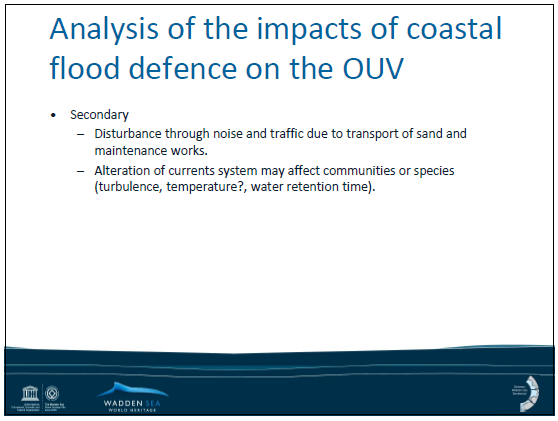 Analysis of the impacts of coastal
flood defence on the OUV
• Secondary
– Disturbance through noise and traffic due to transport of sand and
maintenance works.
– Alteration of currents system may affect communities or species
(turbulence, temperature?, water retention time).
WADDEN SEA
WORLD HERITAGE